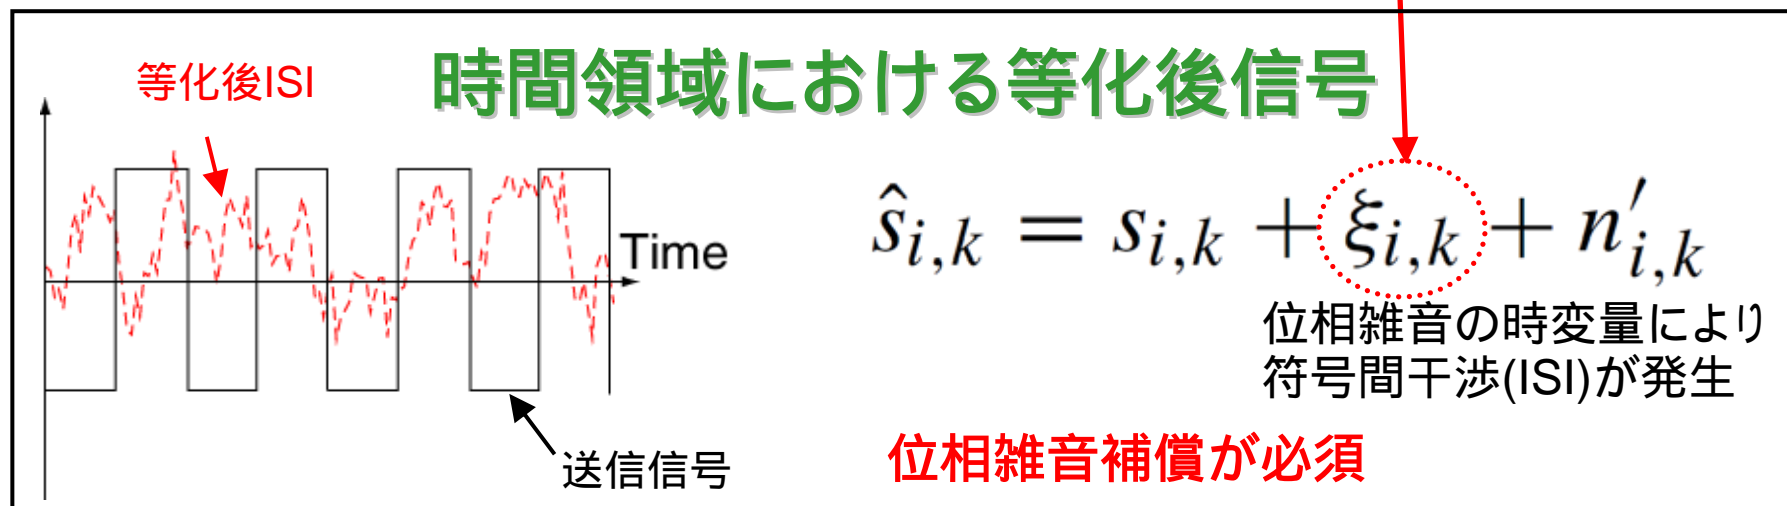 時間領域における等化後信号
等化後ISI
Time
送信信号
ŝ_{i,k} = s_{i,k} + ξ_{i,k} + n′_{i,k}
位相雑音の時変量により
符号間干渉(ISI)が発生
位相雑音補償が必須